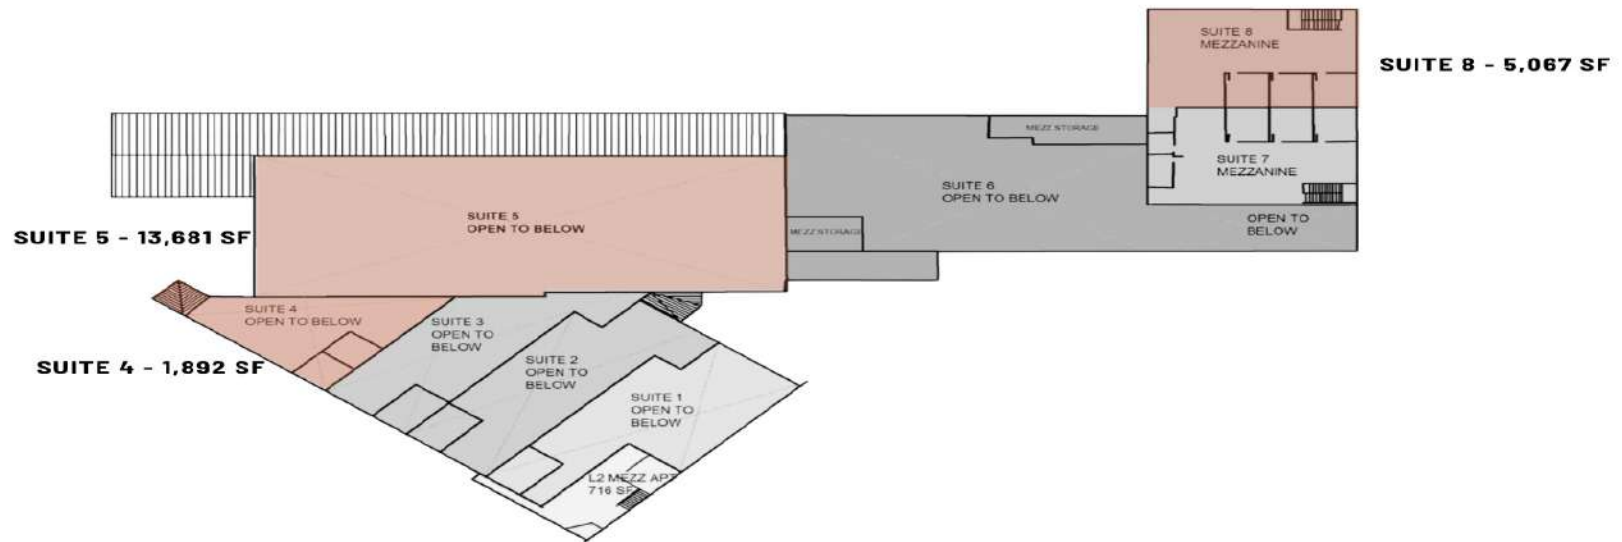 SUITE 8
MEZZANINE
SUITE 8 - 5,067 SF
MEZZ STORAGE
SUITE 7
MEZZANINE
SUITE 6
OPEN TO BELOW
SUITE 5
OPEN TO BELOW
OPEN TO
BELOW
MEZZ STORAGE
SUITE 5 - 13,681 SF
SUITE 4
OPEN TO BELOW
SUITE 3
OPEN TO
BELOW
SUITE 4 - 1,892 SF
SUITE 2
OPEN TO
BELOW
SUITE 1
OPEN TO
BELOW
L2 MEZZ APT
716 SF